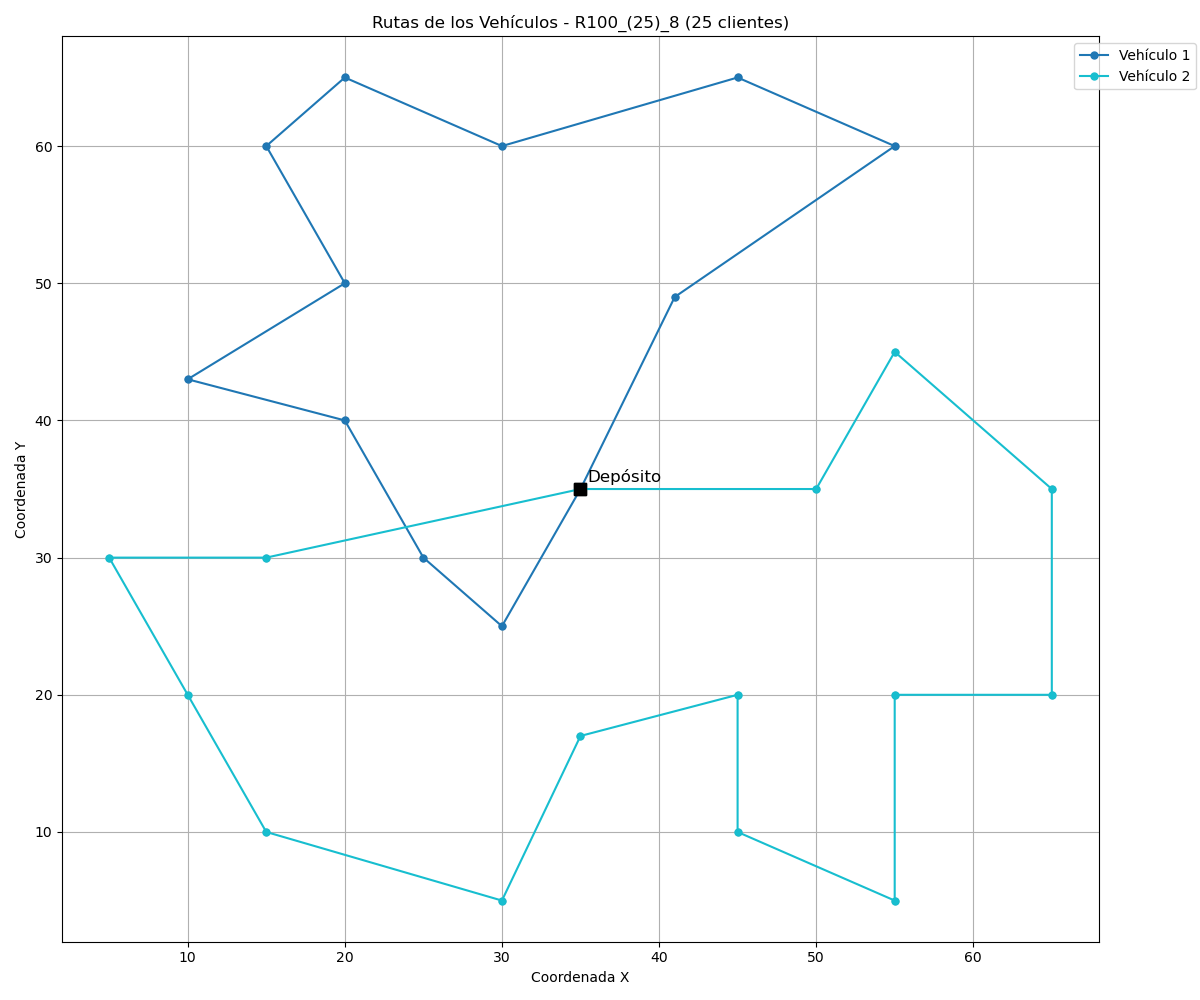 Rutas de los Vehículos - R100_(25)_8 (25 clientes)
Vehículo 1
Vehículo 2
60
50
40
30
20
10
Coordenada Y
Depósito
10 20 30 40 50 60
Coordenada X